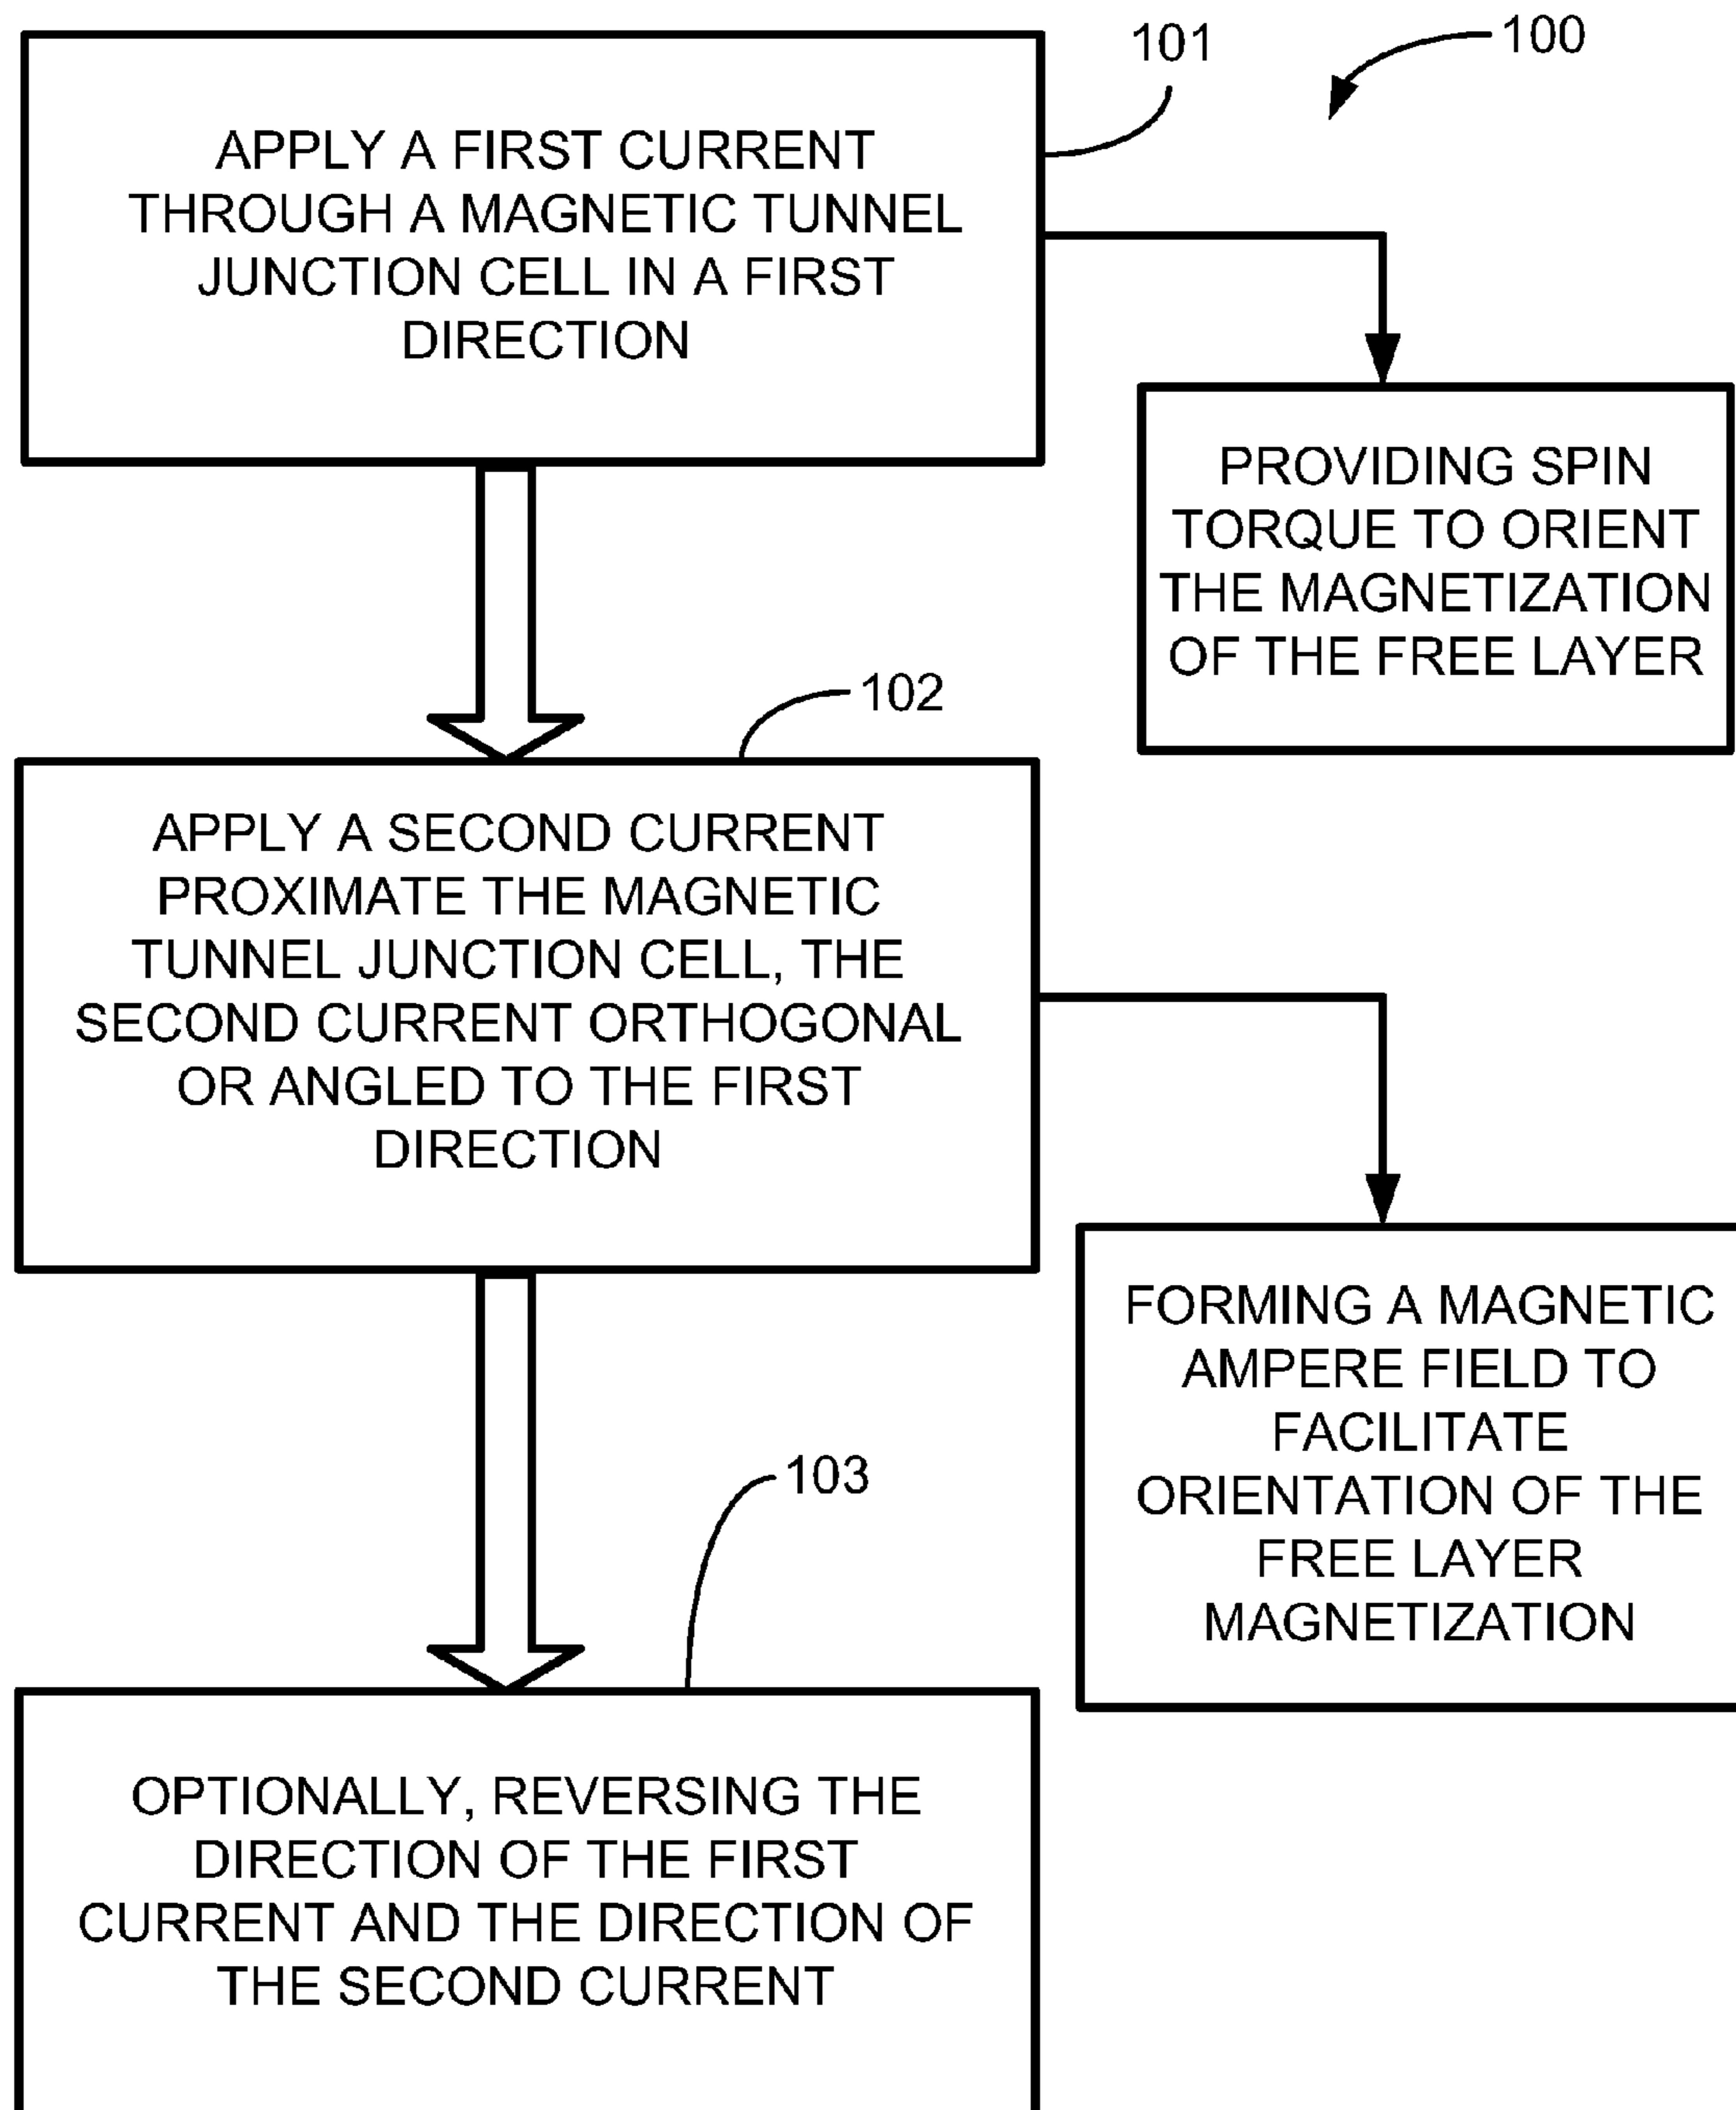 100
101
APPLY A FIRST CURRENT
THROUGH A MAGNETIC TUNNEL
JUNCTION CELL IN A FIRST
DIRECTION
PROVIDING SPIN
TORQUE TO ORIENT
THE MAGNETIZATION
OF THE FREE LAYER
102
APPLY A SECOND CURRENT
PROXIMATE THE MAGNETIC
TUNNEL JUNCTION CELL, THE
SECOND CURRENT ORTHOGONAL
OR ANGLED TO THE FIRST
DIRECTION
FORMING A MAGNETIC
AMPERE FIELD TO
FACILITATE
ORIENTATION OF THE
FREE LAYER
MAGNETIZATION
103
OPTIONALLY, REVERSING THE
DIRECTION OF THE FIRST
CURRENT AND THE DIRECTION OF
THE SECOND CURRENT